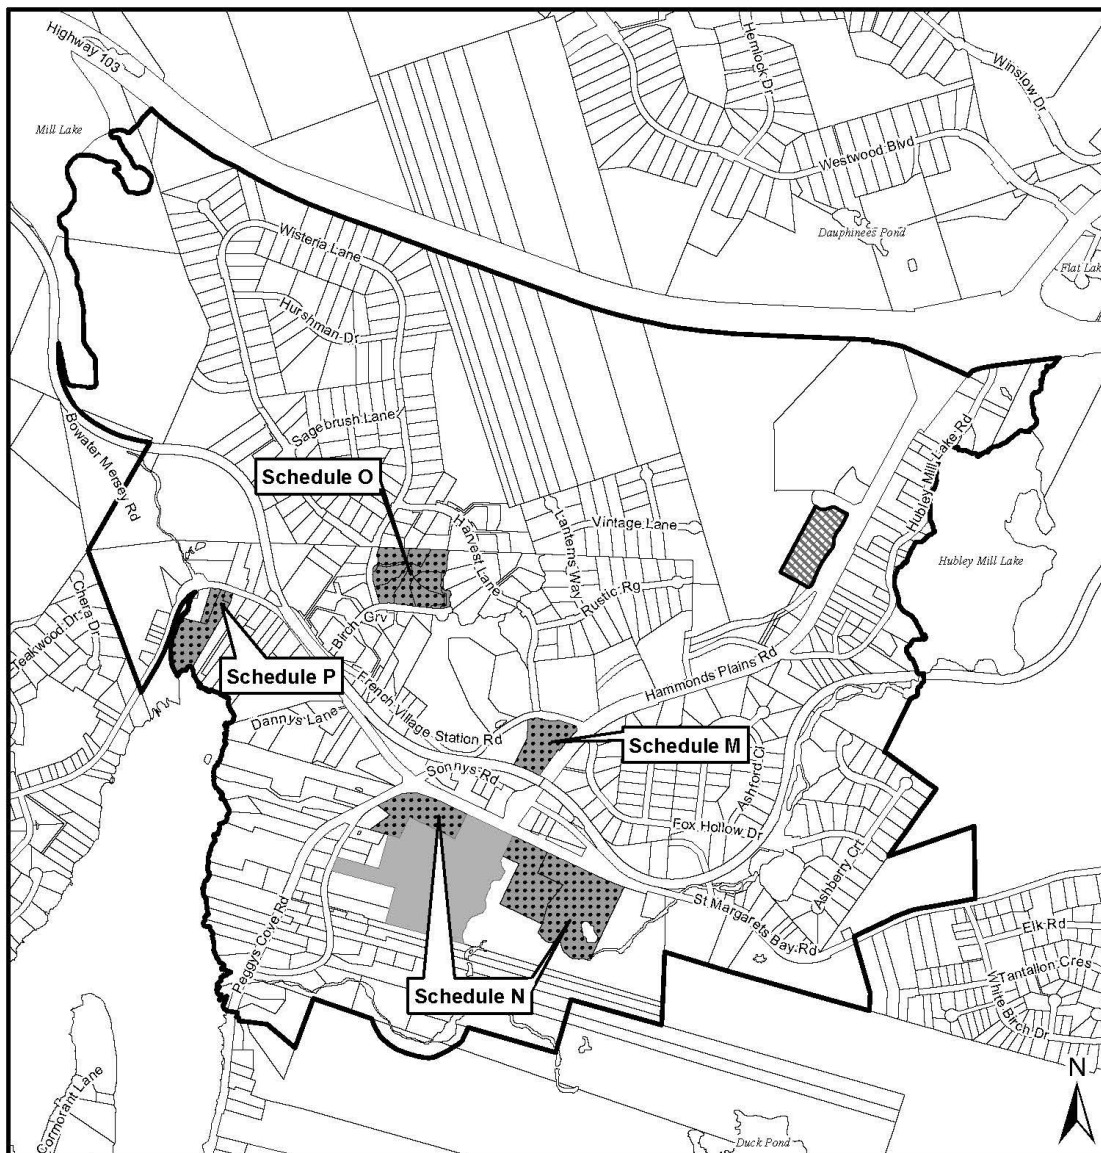 Highway 103
Hemlock Dr
Winslow Dr
Mill Lake
Westwood Blvd
Dauphinees Pond
Flat Lak
Wisteria Lane
Hurshman Dr
Sagebrush Lane
Bowater Mersey Rd
Schedule O
Harvest Lane
Lanterns Way
Vintage Lane
Hubley Mill Lake Rd
Hubley Mill Lake
Rustic Rg
Chera Dr
Teakwood Dr
Birch Grv
Schedule P
Hammonds Plains Rd
Dannys Lane
French Village Station Rd
Schedule M
Sonnys Rd
Ashford Cl
Fox Hollow Dr
Ashberry Crt
St Margarets Bay Rd
Peggys Cove Rd
Elk Rd
Tantallon Cres
White Birch Dr
Schedule N
N
Cormorant Lane
Duck Pond